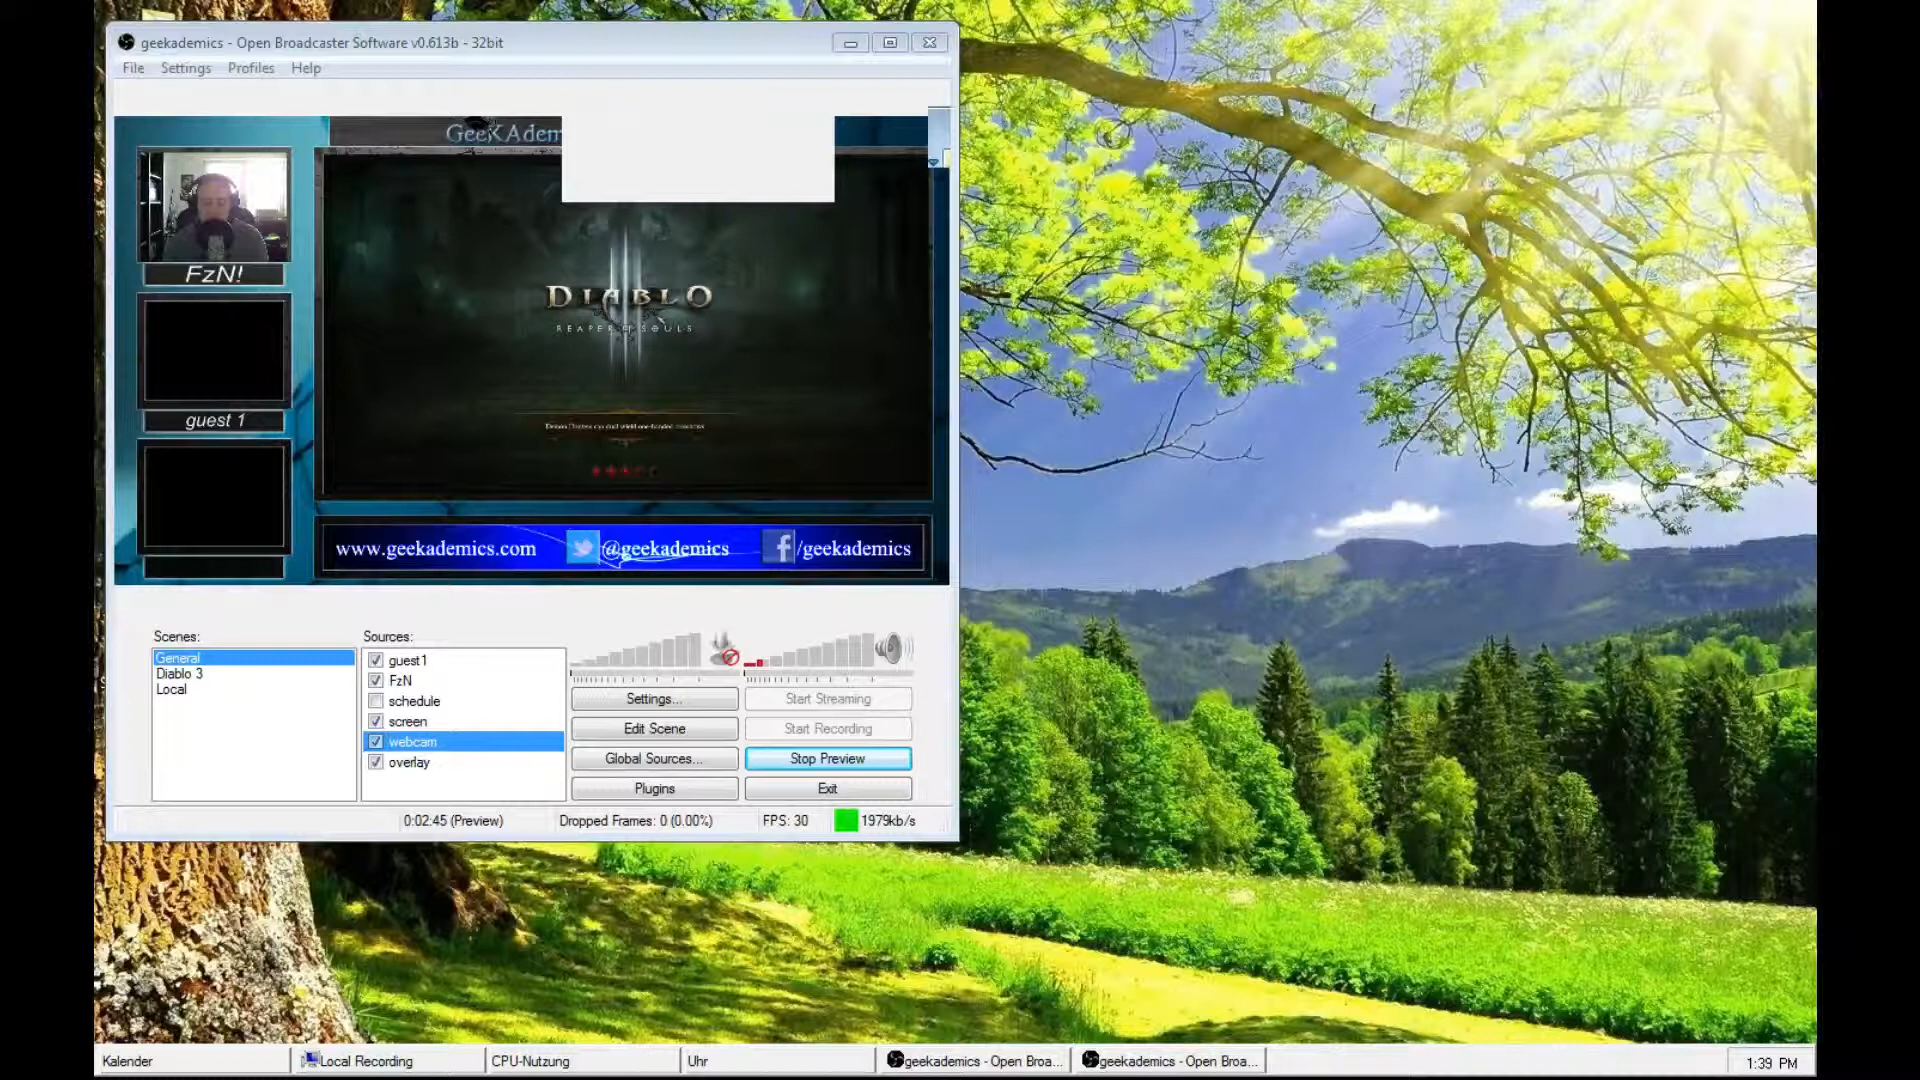 geekademics - Open Broadcaster Software v0.613b - 32bit
File Settings Profiles Help
GeeKAdem
FzN!
DIABLO
REAPER OF SOULS
guest 1
www.geekademics.com @geekademics /geekademics
Scenes:
General
Diablo 3
Local
Sources:
guest1
FzN
schedule
screen
webcam
overlay
Settings...
Start Streaming
Edit Scene
Start Recording
Global Sources...
Stop Preview
Plugins
Exit
0:02:45 (Preview) Dropped Frames: 0 (0.00%) FPS: 30 1979kb/s
Kalender Local Recording CPU-Nutzung Uhr geekademics - Open Broa... geekademics - Open Broa... 1:39 PM